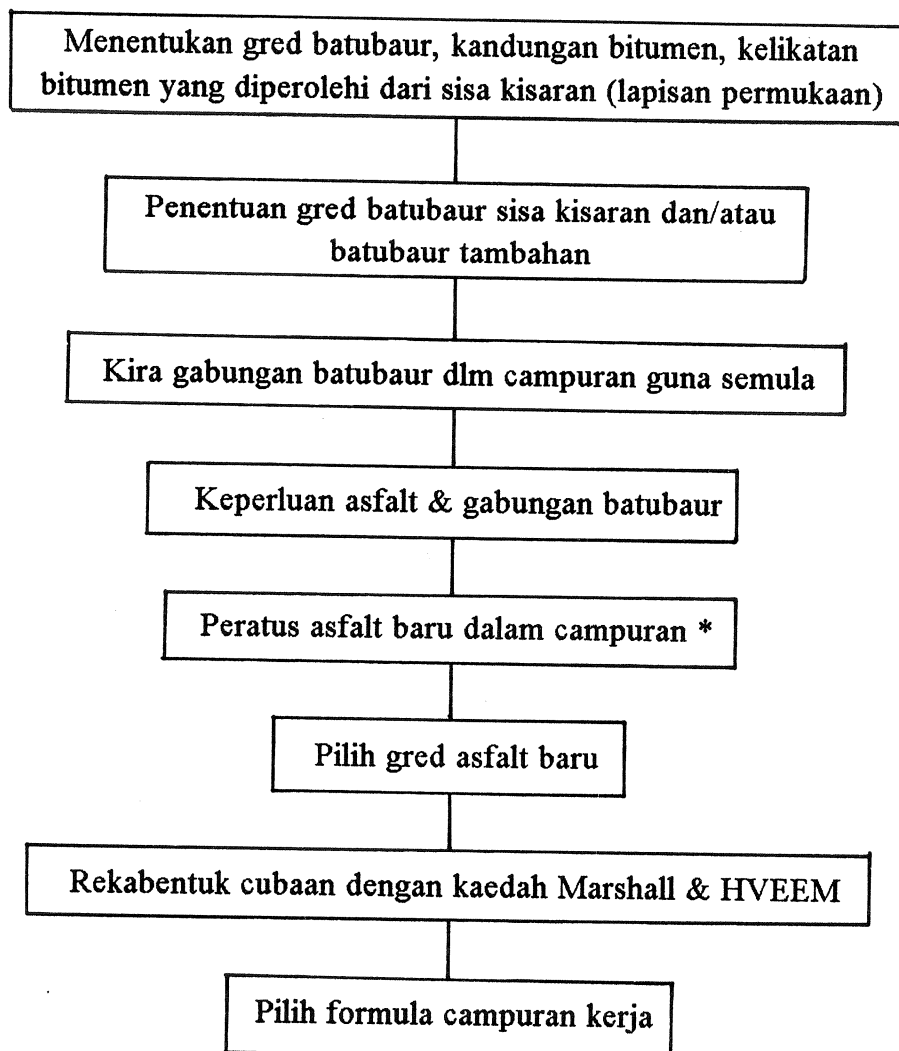 Menentukan gred batubaur, kandungan bitumen, kelikatan
bitumen yang diperolehi dari sisa kisaran (lapisan permukaan)
Penentuan gred batubaur sisa kisaran dan/atau
batubaur tambahan
Kira gabungan batubaur dlm campuran guna semula
Keperluan asfalt & gabungan batubaur
Peratus asfalt baru dalam campuran *
Pilih gred asfalt baru
Rekabentuk cubaan dengan kaedah Marshall & HVEEM
Pilih formula campuran kerja